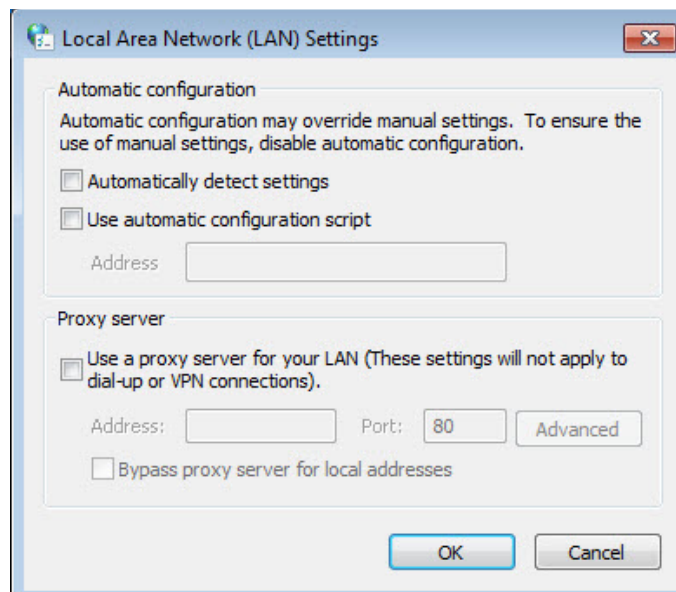 Local Area Network (LAN) Settings
Automatic configuration
Automatic configuration may override manual settings. To ensure the
use of manual settings, disable automatic configuration.
Automatically detect settings
Use automatic configuration script
Address
Proxy server
Use a proxy server for your LAN (These settings will not apply to
dial-up or VPN connections).
Address: Port: 80 Advanced
Bypass proxy server for local addresses
OK Cancel